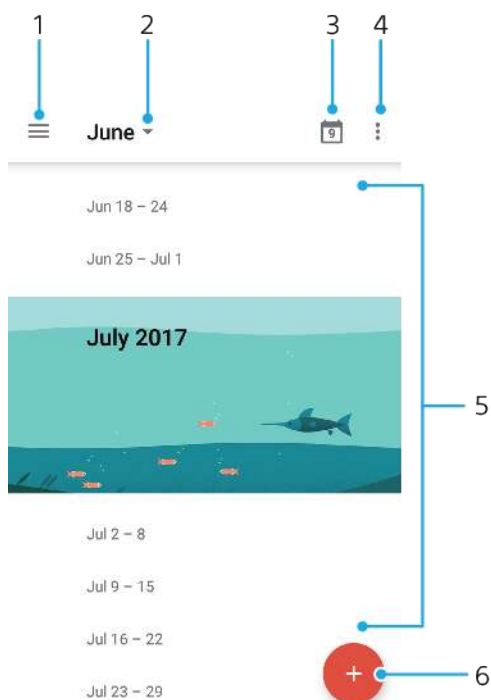 1 2 3 4
June
9
Jun 18 – 24
Jun 25 – Jul 1
July 2017
5
Jul 2 – 8
Jul 9 – 15
Jul 16 – 22
6
Jul 23 – 29